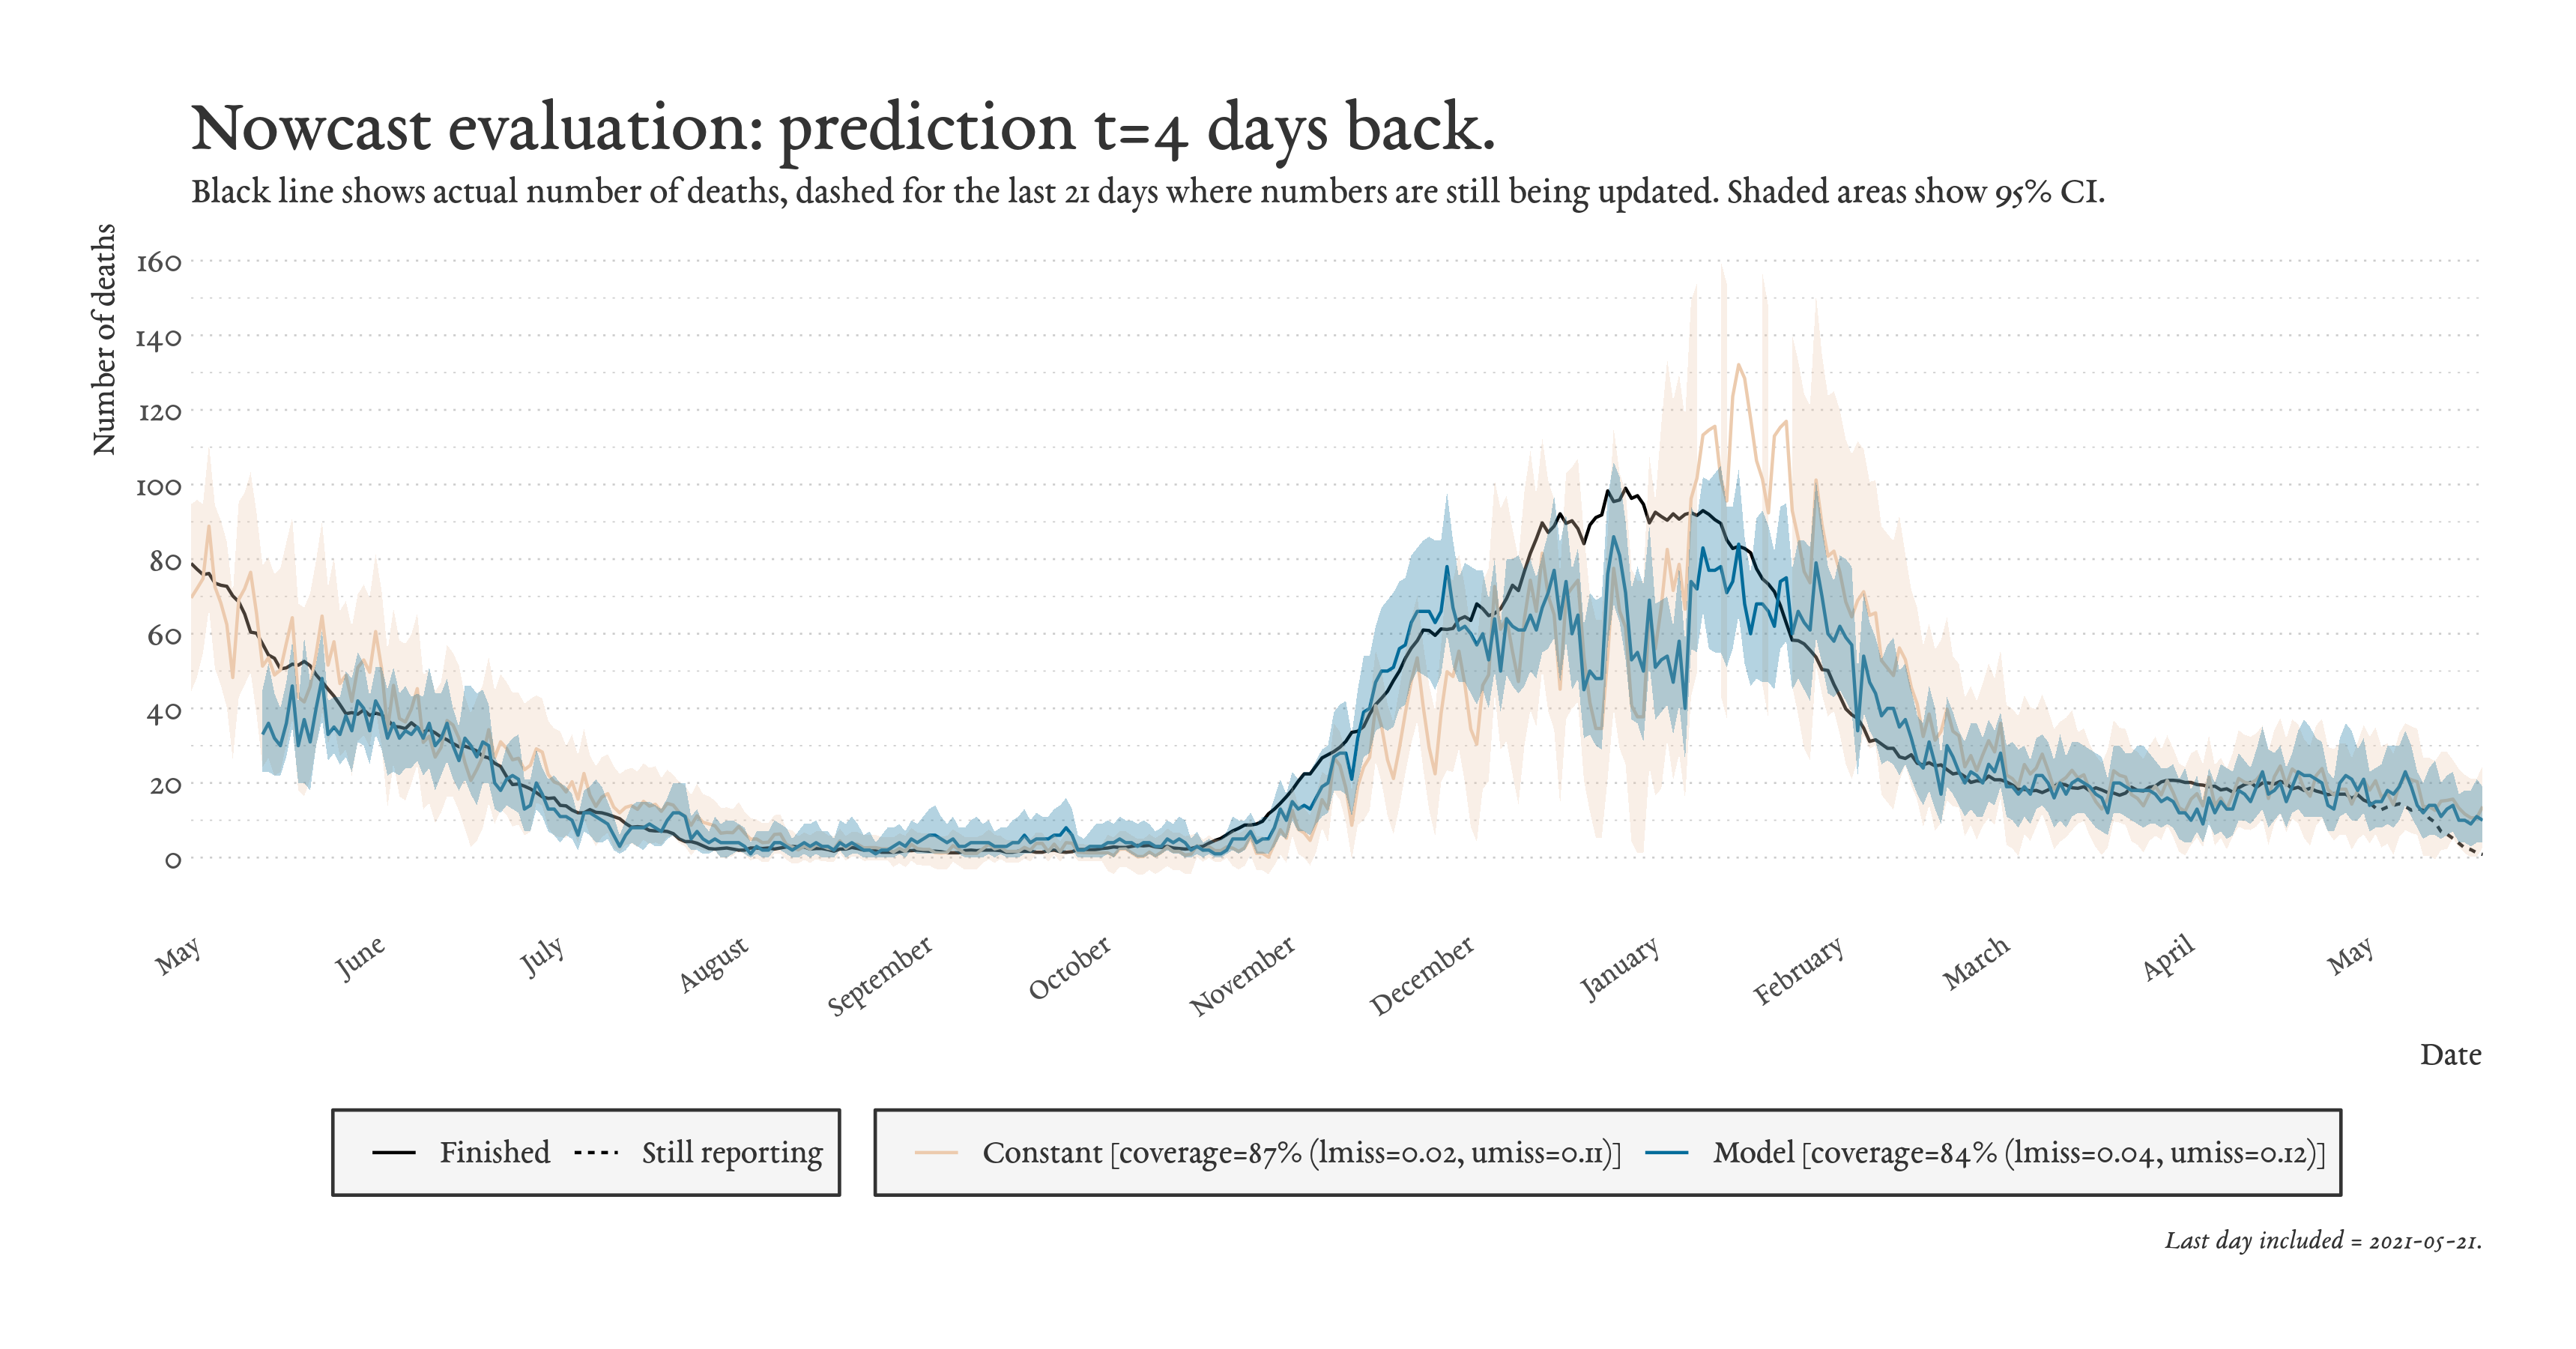 Nowcast evaluation: prediction t=4 days back.
Black line shows actual number of deaths, dashed for the last 21 days where numbers are still being updated. Shaded areas show 95% CI.
Number of deaths
160
140
120
100
80
60
40
20
0
May June July August September October November December January February March April May
Date
Finished Still reporting
Constant [coverage=87% (lmiss=0.02, umiss=0.11)] Model [coverage=84% (lmiss=0.04, umiss=0.12)]
Last day included = 2021-05-21.